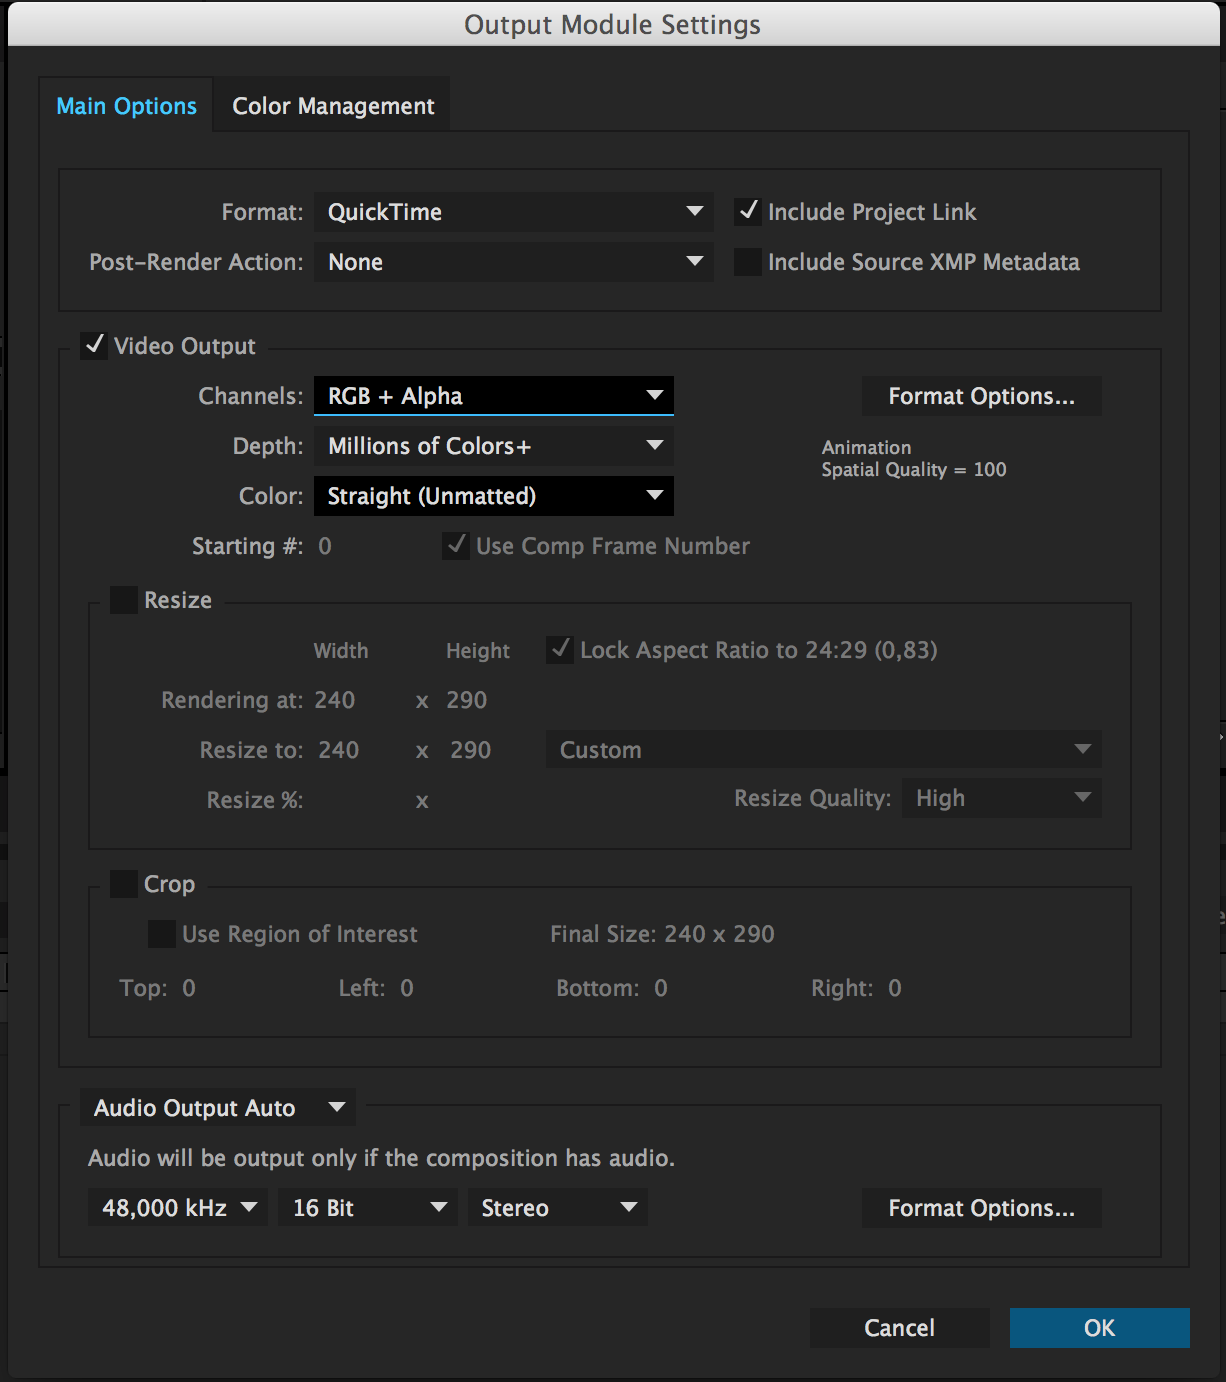 Output Module Settings
Main Options Color Management
Format: QuickTime Include Project Link
Post-Render Action: None Include Source XMP Metadata
Video Output
Channels: RGB + Alpha Format Options...
Depth: Millions of Colors+ Animation
Spatial Quality = 100
Color: Straight (Unmatted)
Starting #: 0 Use Comp Frame Number
Resize
Width Height Lock Aspect Ratio to 24:29 (0,83)
Rendering at: 240 x 290
Resize to: 240 x 290 Custom
Resize %: x Resize Quality: High
Crop
Use Region of Interest Final Size: 240 x 290
Top: 0 Left: 0 Bottom: 0 Right: 0
Audio Output Auto
Audio will be output only if the composition has audio.
48,000 kHz 16 Bit Stereo Format Options...
Cancel OK